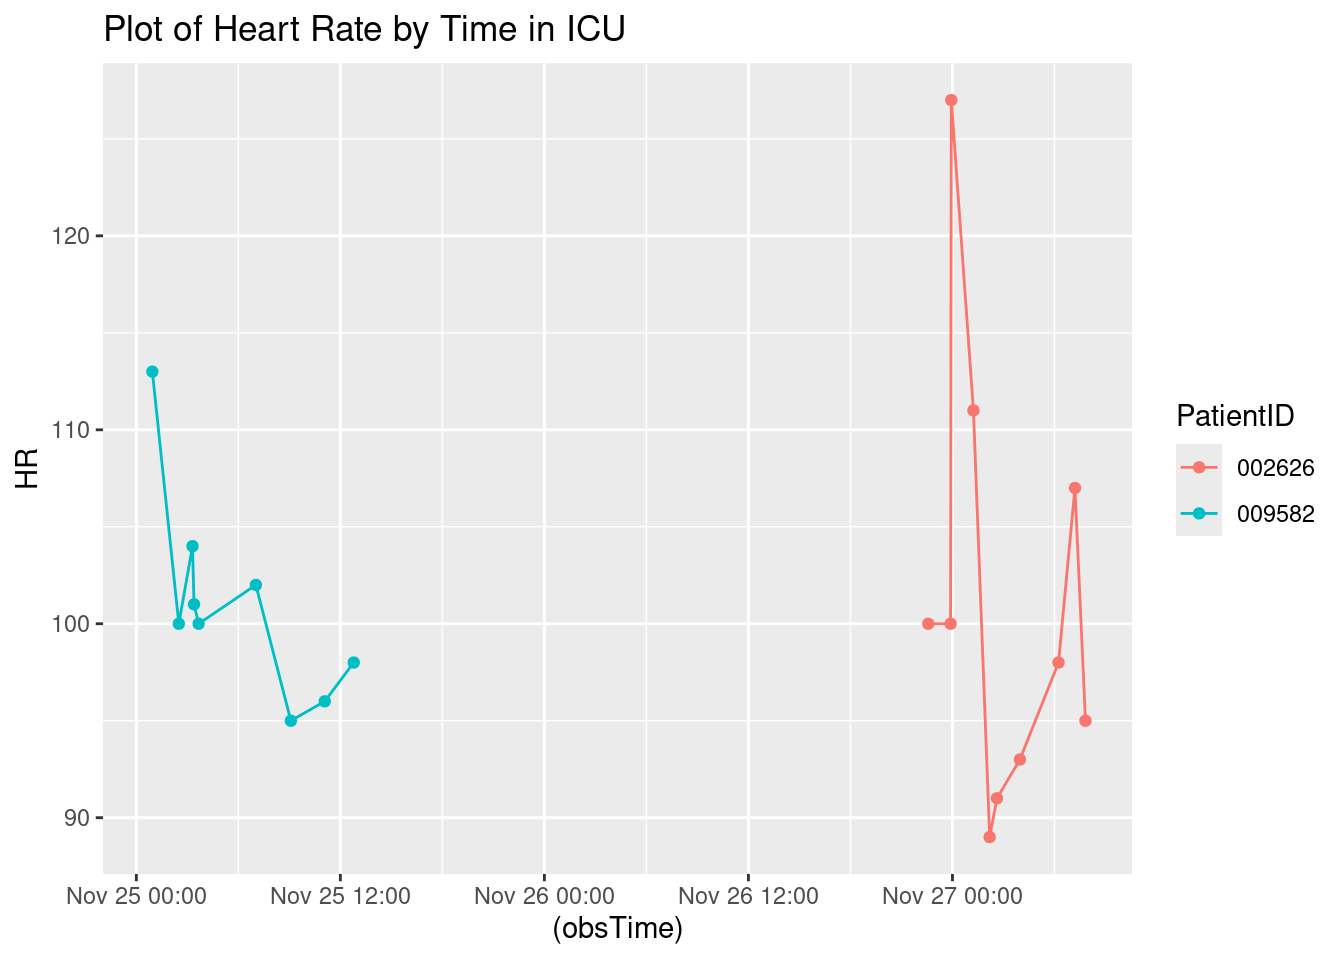 Plot of Heart Rate by Time in ICU
HR
120
110
100
90
Nov 25 00:00 Nov 25 12:00 Nov 26 00:00 Nov 26 12:00 Nov 27 00:00
(obsTime)
PatientID
002626
009582